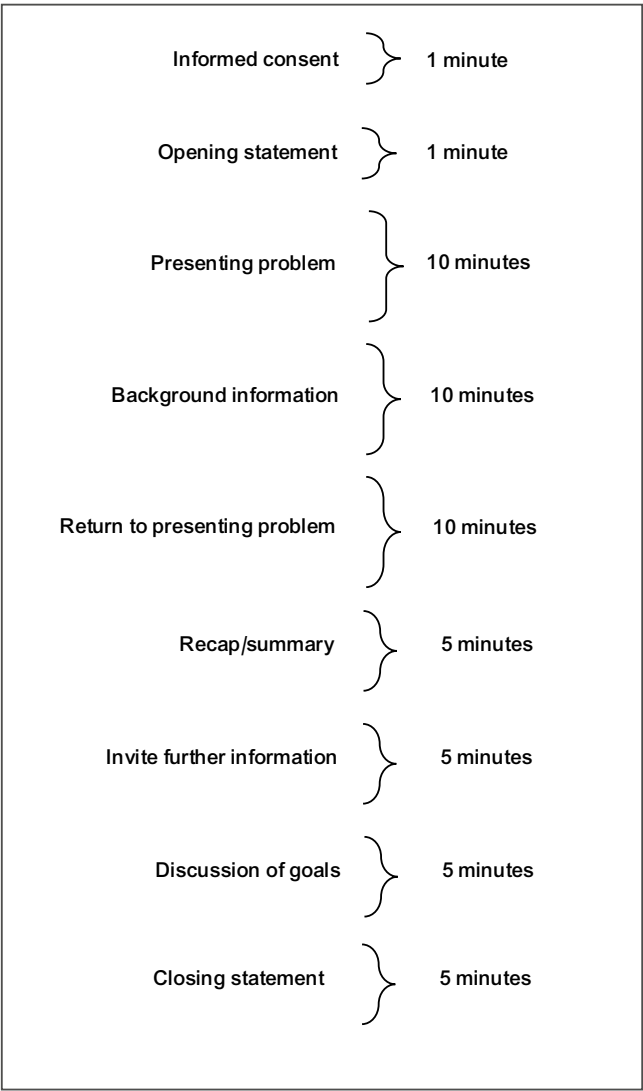 Informed consent 1 minute
Opening statement 1 minute
Presenting problem 10 minutes
Background information 10 minutes
Return to presenting problem 10 minutes
Recap/summary 5 minutes
Invite further information 5 minutes
Discussion of goals 5 minutes
Closing statement 5 minutes